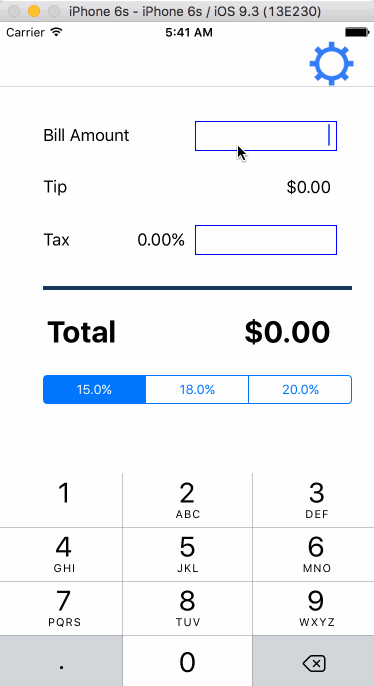 iPhone 6s - iPhone 6s / iOS 9.3 (13E230)
Carrier 5:41 AM
Bill Amount
Tip $0.00
Tax 0.00%
Total $0.00
15.0% 18.0% 20.0%
1 2 3
ABC DEF
4 5 6
GHI JKL MNO
7 8 9
PQRS TUV WXYZ
. 0